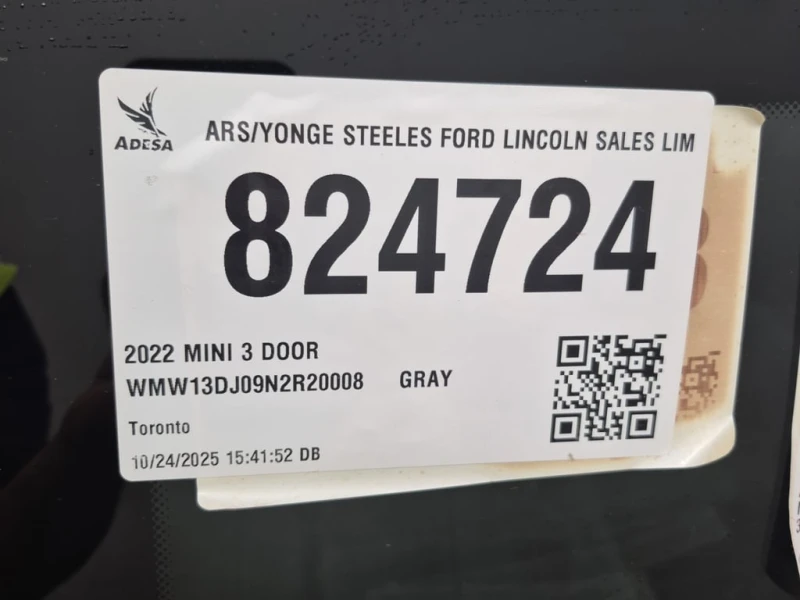 ADESA
ARS/YONGE STEELES FORD LINCOLN SALES LIM
824724
2022 MINI 3 DOOR
WMW13DJ09N2R20008 GRAY
Toronto
10/24/2025 15:41:52 DB